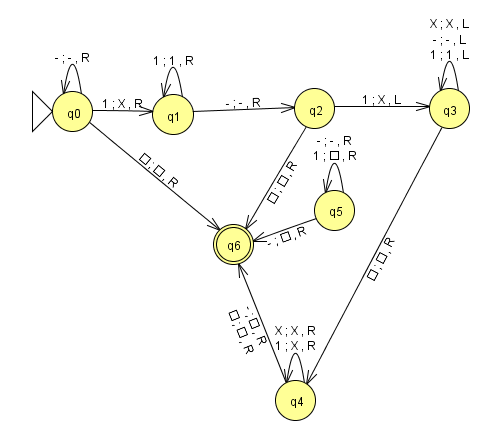 X ; X , L
- ; - , R
- ; - , L
1 ; 1 , R
1 ; 1 , L
q0
1 ; X , R
q1
- ; - , R
q2
1 ; X , L
q3
□ ; □ , R
□ ; □ , R
- ; - , R
1 ; □ , R
q5
- ; □ , R
q6
□ ; □ , R
- ; □ , R
□ ; □ , R
X ; X , R
1 ; X , R
q4